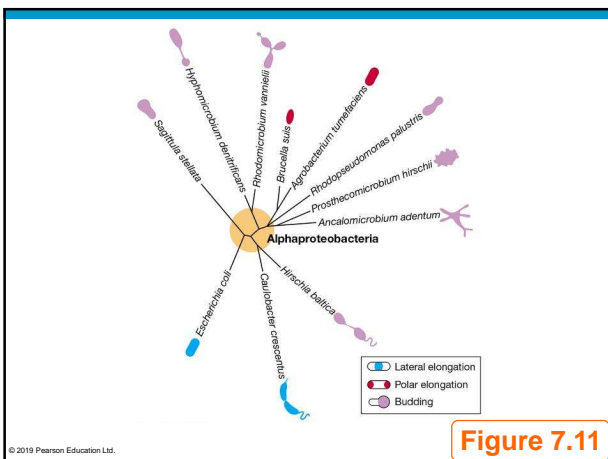 Hyphomicrobium denitrificans
Rhodomicrobium vannielii
Sagittula stellata
Brucella suis
Agrobacterium tumefaciens
Rhodopseudomonas palustris
Prosthecomicrobium hirschii
Ancalomicrobium adentum
Alphaproteobacteria
Hirschia baltica
Escherichia coli
Caulobacter crescentus
Lateral elongation
Polar elongation
Budding
Figure 7.11
© 2019 Pearson Education Ltd.